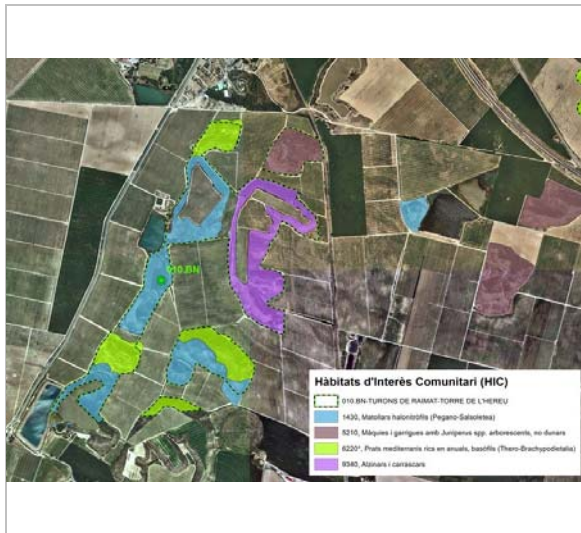 010.BN
Hàbitats d'Interès Comunitari (HIC)
010.BN-TURONS DE RAIMAT-TORRE DE L'HEREU
1430, Matollars halonitròfils (Pegano-Salsoletea)
5210, Màquies i garrigues amb Juniperus spp. arborescents, no dunars
6220*, Prats mediterranis rics en anuals, basòfils (Thero-Brachypodietalia)
9340, Alzinars i carrascars